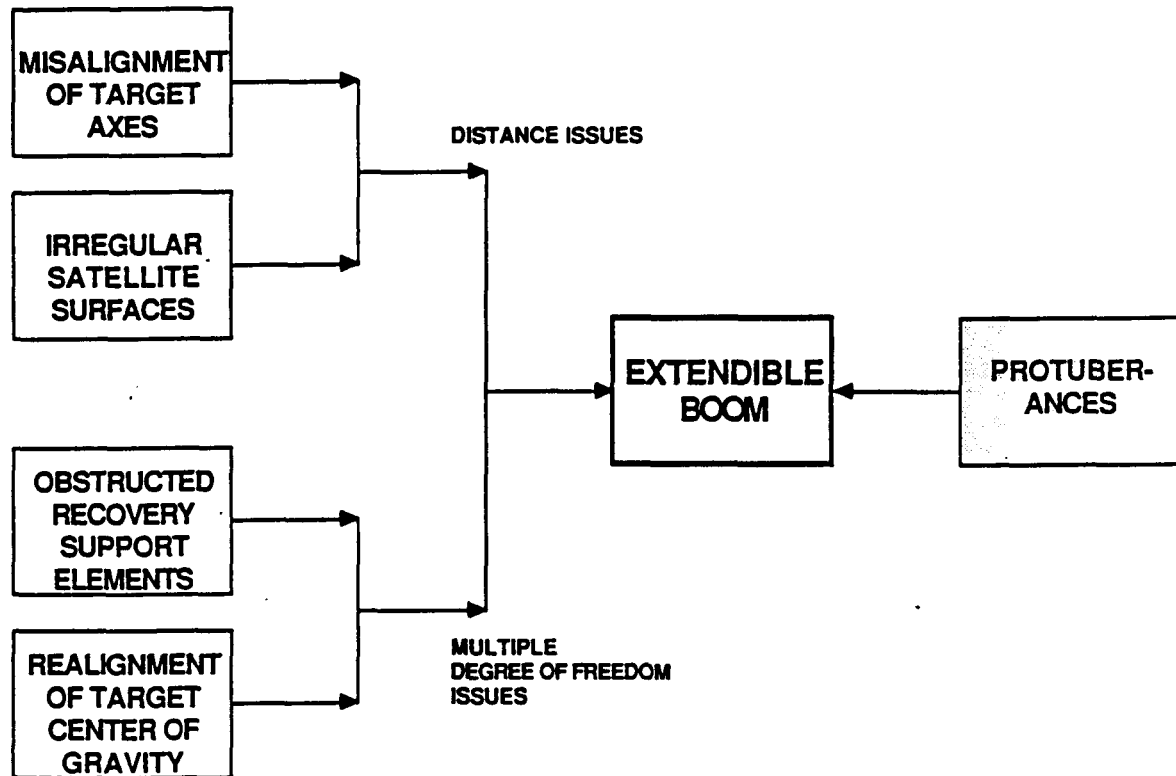 MISALIGNMENT
OF TARGET
AXES
DISTANCE ISSUES
IRREGULAR
SATELLITE
SURFACES
EXTENDIBLE
BOOM
PROTUBER-
ANCES
OBSTRUCTED
RECOVERY
SUPPORT
ELEMENTS
REALIGNMENT
OF TARGET
CENTER OF
GRAVITY
MULTIPLE
DEGREE OF FREEDOM
ISSUES